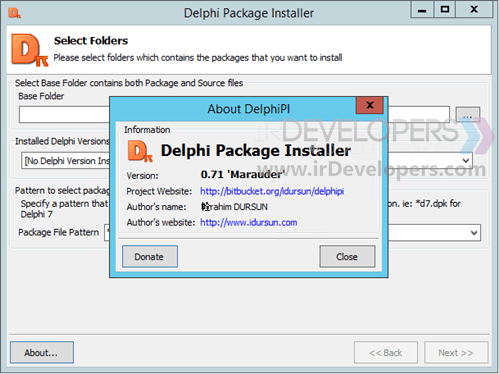 Delphi Package Installer
Select Folders
Please select folders which contains the packages that you want to install
Select Base Folder contains both Package and Source files
Base Folder
...
Installed Delphi Versions
[No Delphi Version Ins
Pattern to select packag
Specify a pattern that
on. ie: *d7.dpk for
Delphi 7
Package File Pattern
About DelphiPI
Information
Delphi Package Installer
Version: 0.71 'Marauder'
Project Website: http://bitbucket.org/idursun/delphipi
Author's name: rahim DURSUN
Author's website: http://www.idursun.com
Donate
Close
irDEVELOPERS
www.irDevelopers.com
About...
<< Back
Next >>